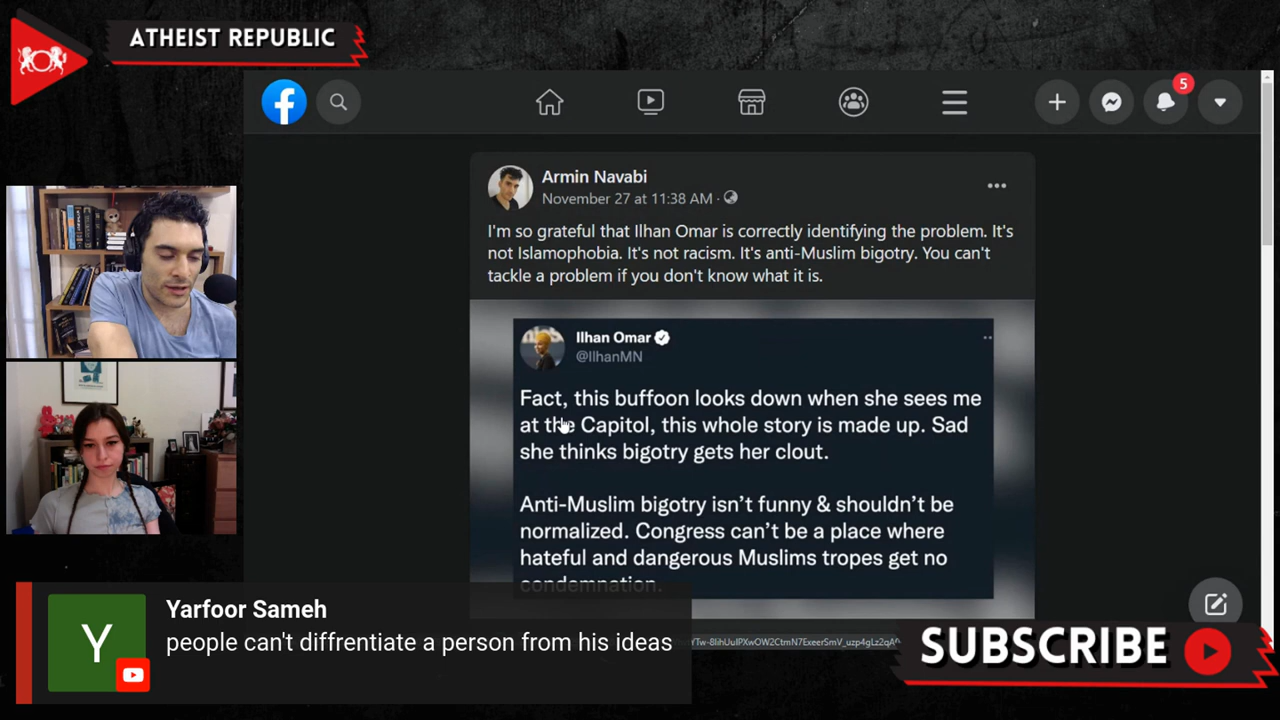 ATHEIST REPUBLIC
5
Armin Navabi
November 27 at 11:38 AM ·
I'm so grateful that Ilhan Omar is correctly identifying the problem. It's
not Islamophobia. It's not racism. It's anti-Muslim bigotry. You can't
tackle a problem if you don't know what it is.
Ilhan Omar
@IlhanMN
Fact, this buffoon looks down when she sees me
at the Capitol, this whole story is made up. Sad
she thinks bigotry gets her clout.
Anti-Muslim bigotry isn't funny & shouldn't be
normalized. Congress can't be a place where
hateful and dangerous Muslims tropes get no
condemnation.
Y
Yarfoor Sameh
people can't diffrentiate a person from his ideas
SUBSCRIBE